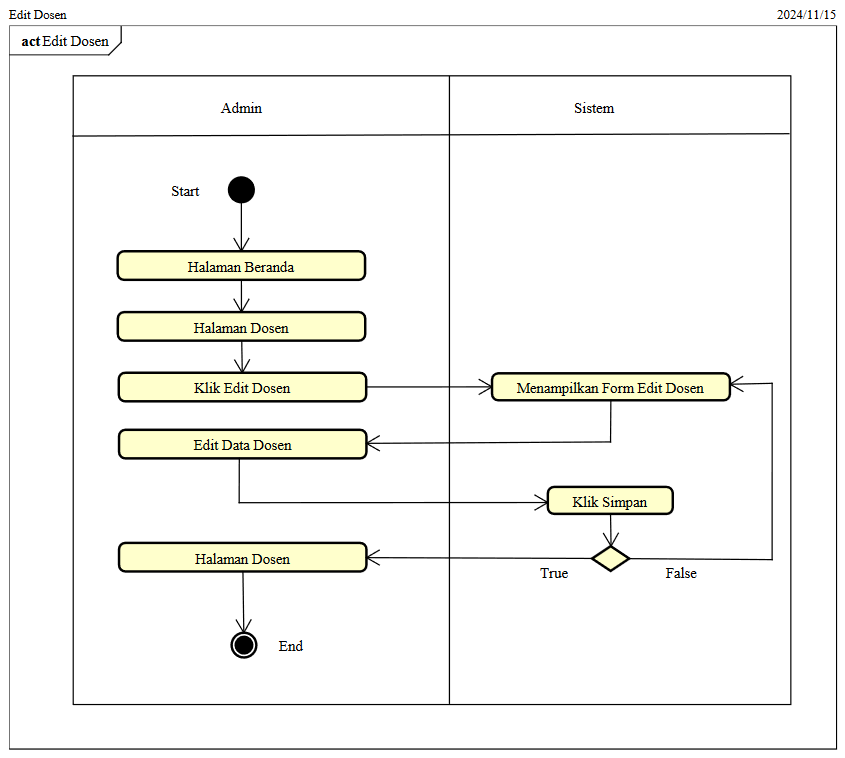 Edit Dosen
2024/11/15
act Edit Dosen
Admin
Sistem
Start
Halaman Beranda
Halaman Dosen
Klik Edit Dosen
Menampilkan Form Edit Dosen
Edit Data Dosen
Klik Simpan
Halaman Dosen
True
False
End